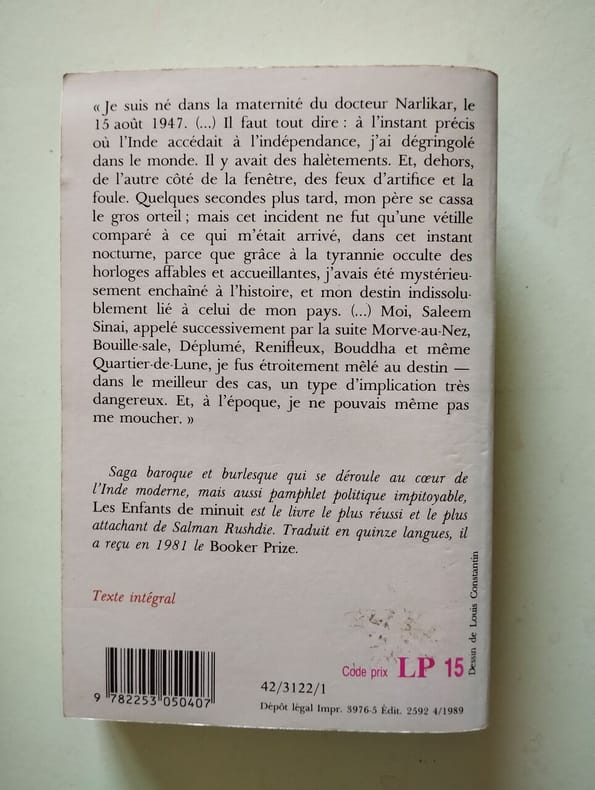 « Je suis né dans la maternité du docteur Narlikar, le
15 août 1947. (...) Il faut tout dire : à l'instant précis
où l'Inde accédait à l'indépendance, j'ai dégringolé
dans le monde. Il y avait des halètements. Et, dehors,
de l'autre côté de la fenêtre, des feux d'artifice et la
foule. Quelques secondes plus tard, mon père se cassa
le gros orteil ; mais cet incident ne fut qu'une vétille
comparé à ce qui m'était arrivé, dans cet instant
nocturne, parce que grâce à la tyrannie occulte des
horloges affables et accueillantes, j'avais été mystérieu-
sement enchaîné à l'histoire, et mon destin indissolu-
blement lié à celui de mon pays. (...) Moi, Saleem
Sinai, appelé successivement par la suite Morve-au-Nez,
Bouille-sale, Déplumé, Renifleux, Bouddha et même
Quartier-de-Lune, je fus étroitement mêlé au destin —
dans le meilleur des cas, un type d'implication très
dangereux. Et, à l'époque, je ne pouvais même pas
me moucher. »
Saga baroque et burlesque qui se déroule au cœur de
l'Inde moderne, mais aussi pamphlet politique impitoyable,
Les Enfants de minuit est le livre le plus réussi et le plus
attachant de Salman Rushdie. Traduit en quinze langues, il
a reçu en 1981 le Booker Prize.
Texte intégral
Dessin de Louis Constantin
Code prix LP 15
9 782253 050407
42/3122/1
Dépôt légal Impr. 3976-5 Édit. 2592 4/1989